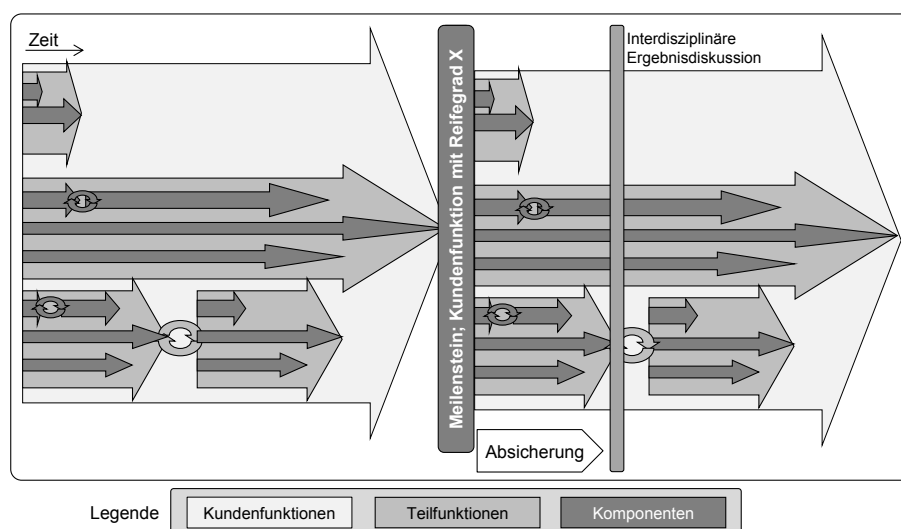 Zeit
Meilenstein; Kundenfunktion mit Reifegrad X
Interdisziplinäre
Ergebnisdiskussion
Absicherung
Legende
Kundenfunktionen
Teilfunktionen
Komponenten